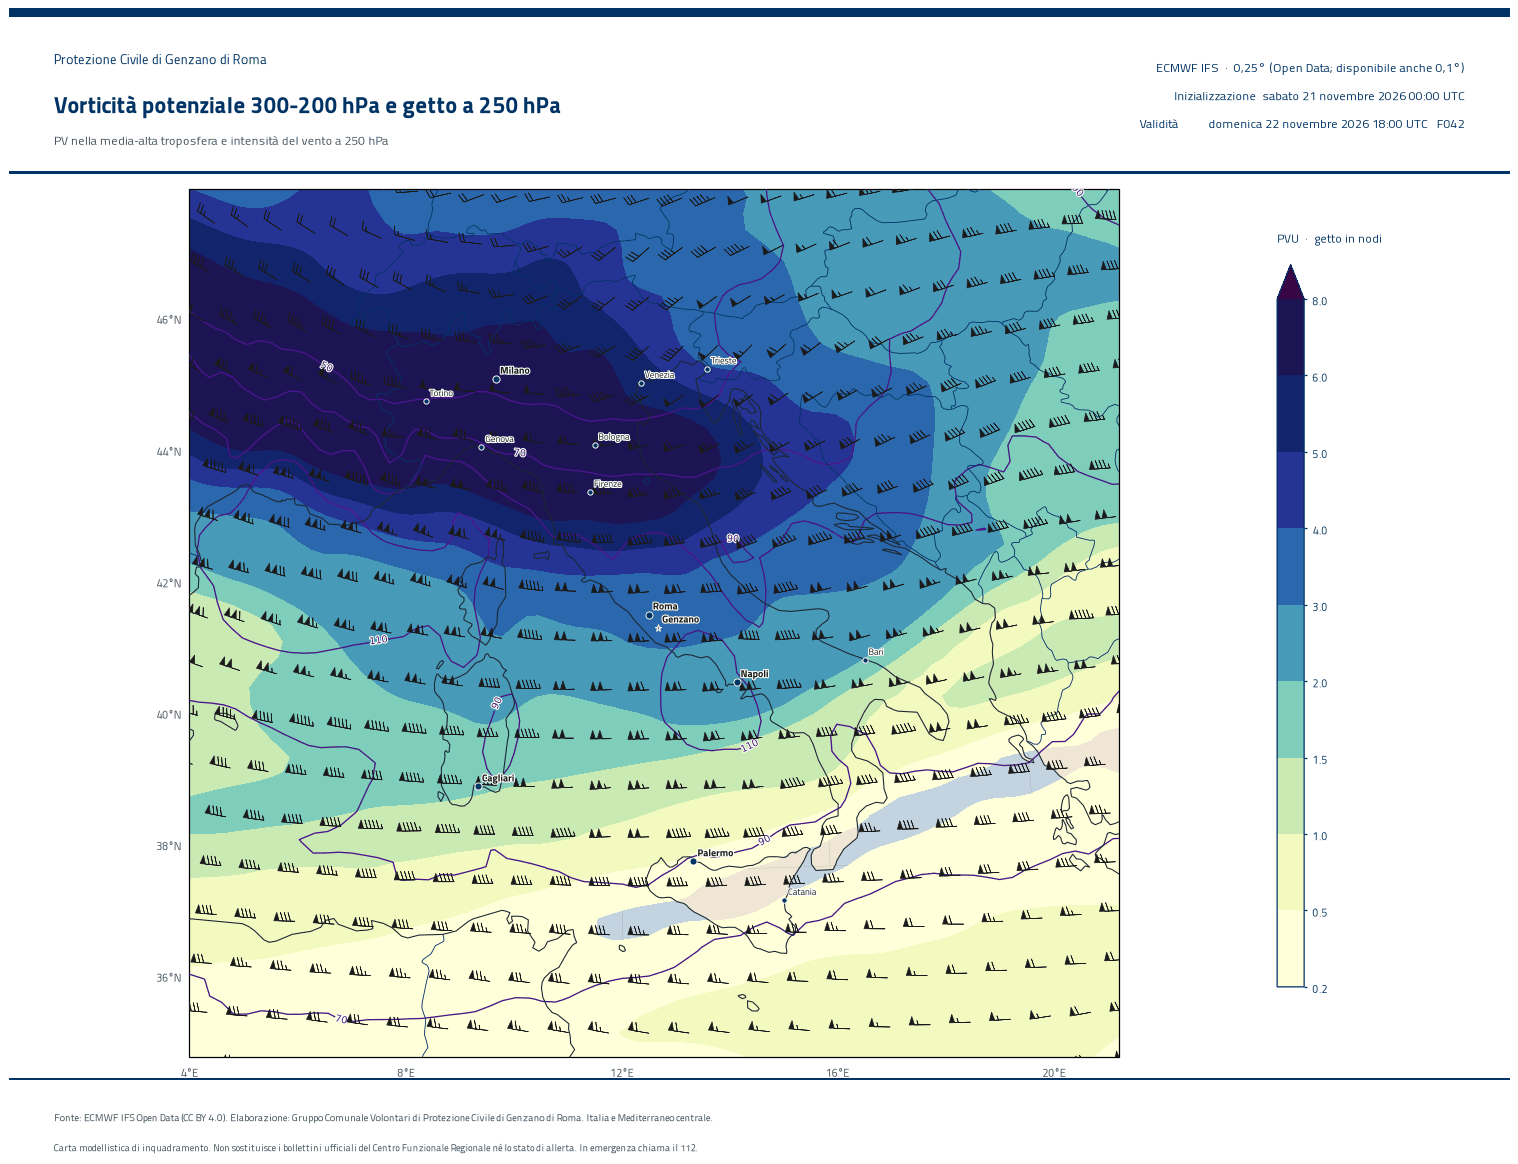 Protezione Civile di Genzano di Roma
Vorticità potenziale 300-200 hPa e getto a 250 hPa
PV nella media-alta troposfera e intensità del vento a 250 hPa
ECMWF IFS · 0,25° (Open Data; disponibile anche 0,1°)
Inizializzazione sabato 21 novembre 2026 00:00 UTC
Validità domenica 22 novembre 2026 18:00 UTC F042
PVU · getto in nodi
8.0
6.0
5.0
4.0
3.0
2.0
1.5
1.0
0.5
0.2
46°N
44°N
42°N
40°N
38°N
36°N
4°E
8°E
12°E
16°E
20°E
50
Trieste
50
Milano
Venezia
Torino
Bologna
Genova
70
Firenze
90
Roma
Genzano
110
Bari
Napoli
90
110
Cagliari
90
Palermo
Catania
70
Fonte: ECMWF IFS Open Data (CC BY 4.0). Elaborazione: Gruppo Comunale Volontari di Protezione Civile di Genzano di Roma. Italia e Mediterraneo centrale.
Carta modellistica di inquadramento. Non sostituisce i bollettini ufficiali del Centro Funzionale Regionale né lo stato di allerta. In emergenza chiama il 112.